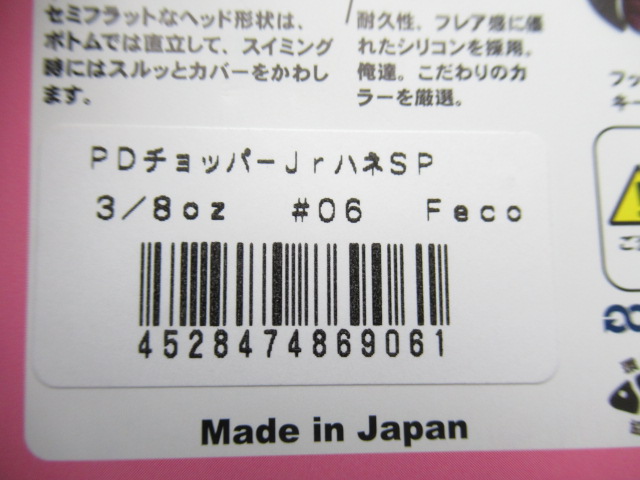 セミフラットなヘッド形状は、
ボトムでは直立して、スイミング
時にはスルッとカバーをかわし
ます。
耐久性、フレア感に優
れたシリコンを採用。
俺達。こだわりのカ
ラーを厳選。
フッ
キー
PDチョッパーJrハネSP
3/8oz #06 Feco
4528474869061
Made in Japan
ご